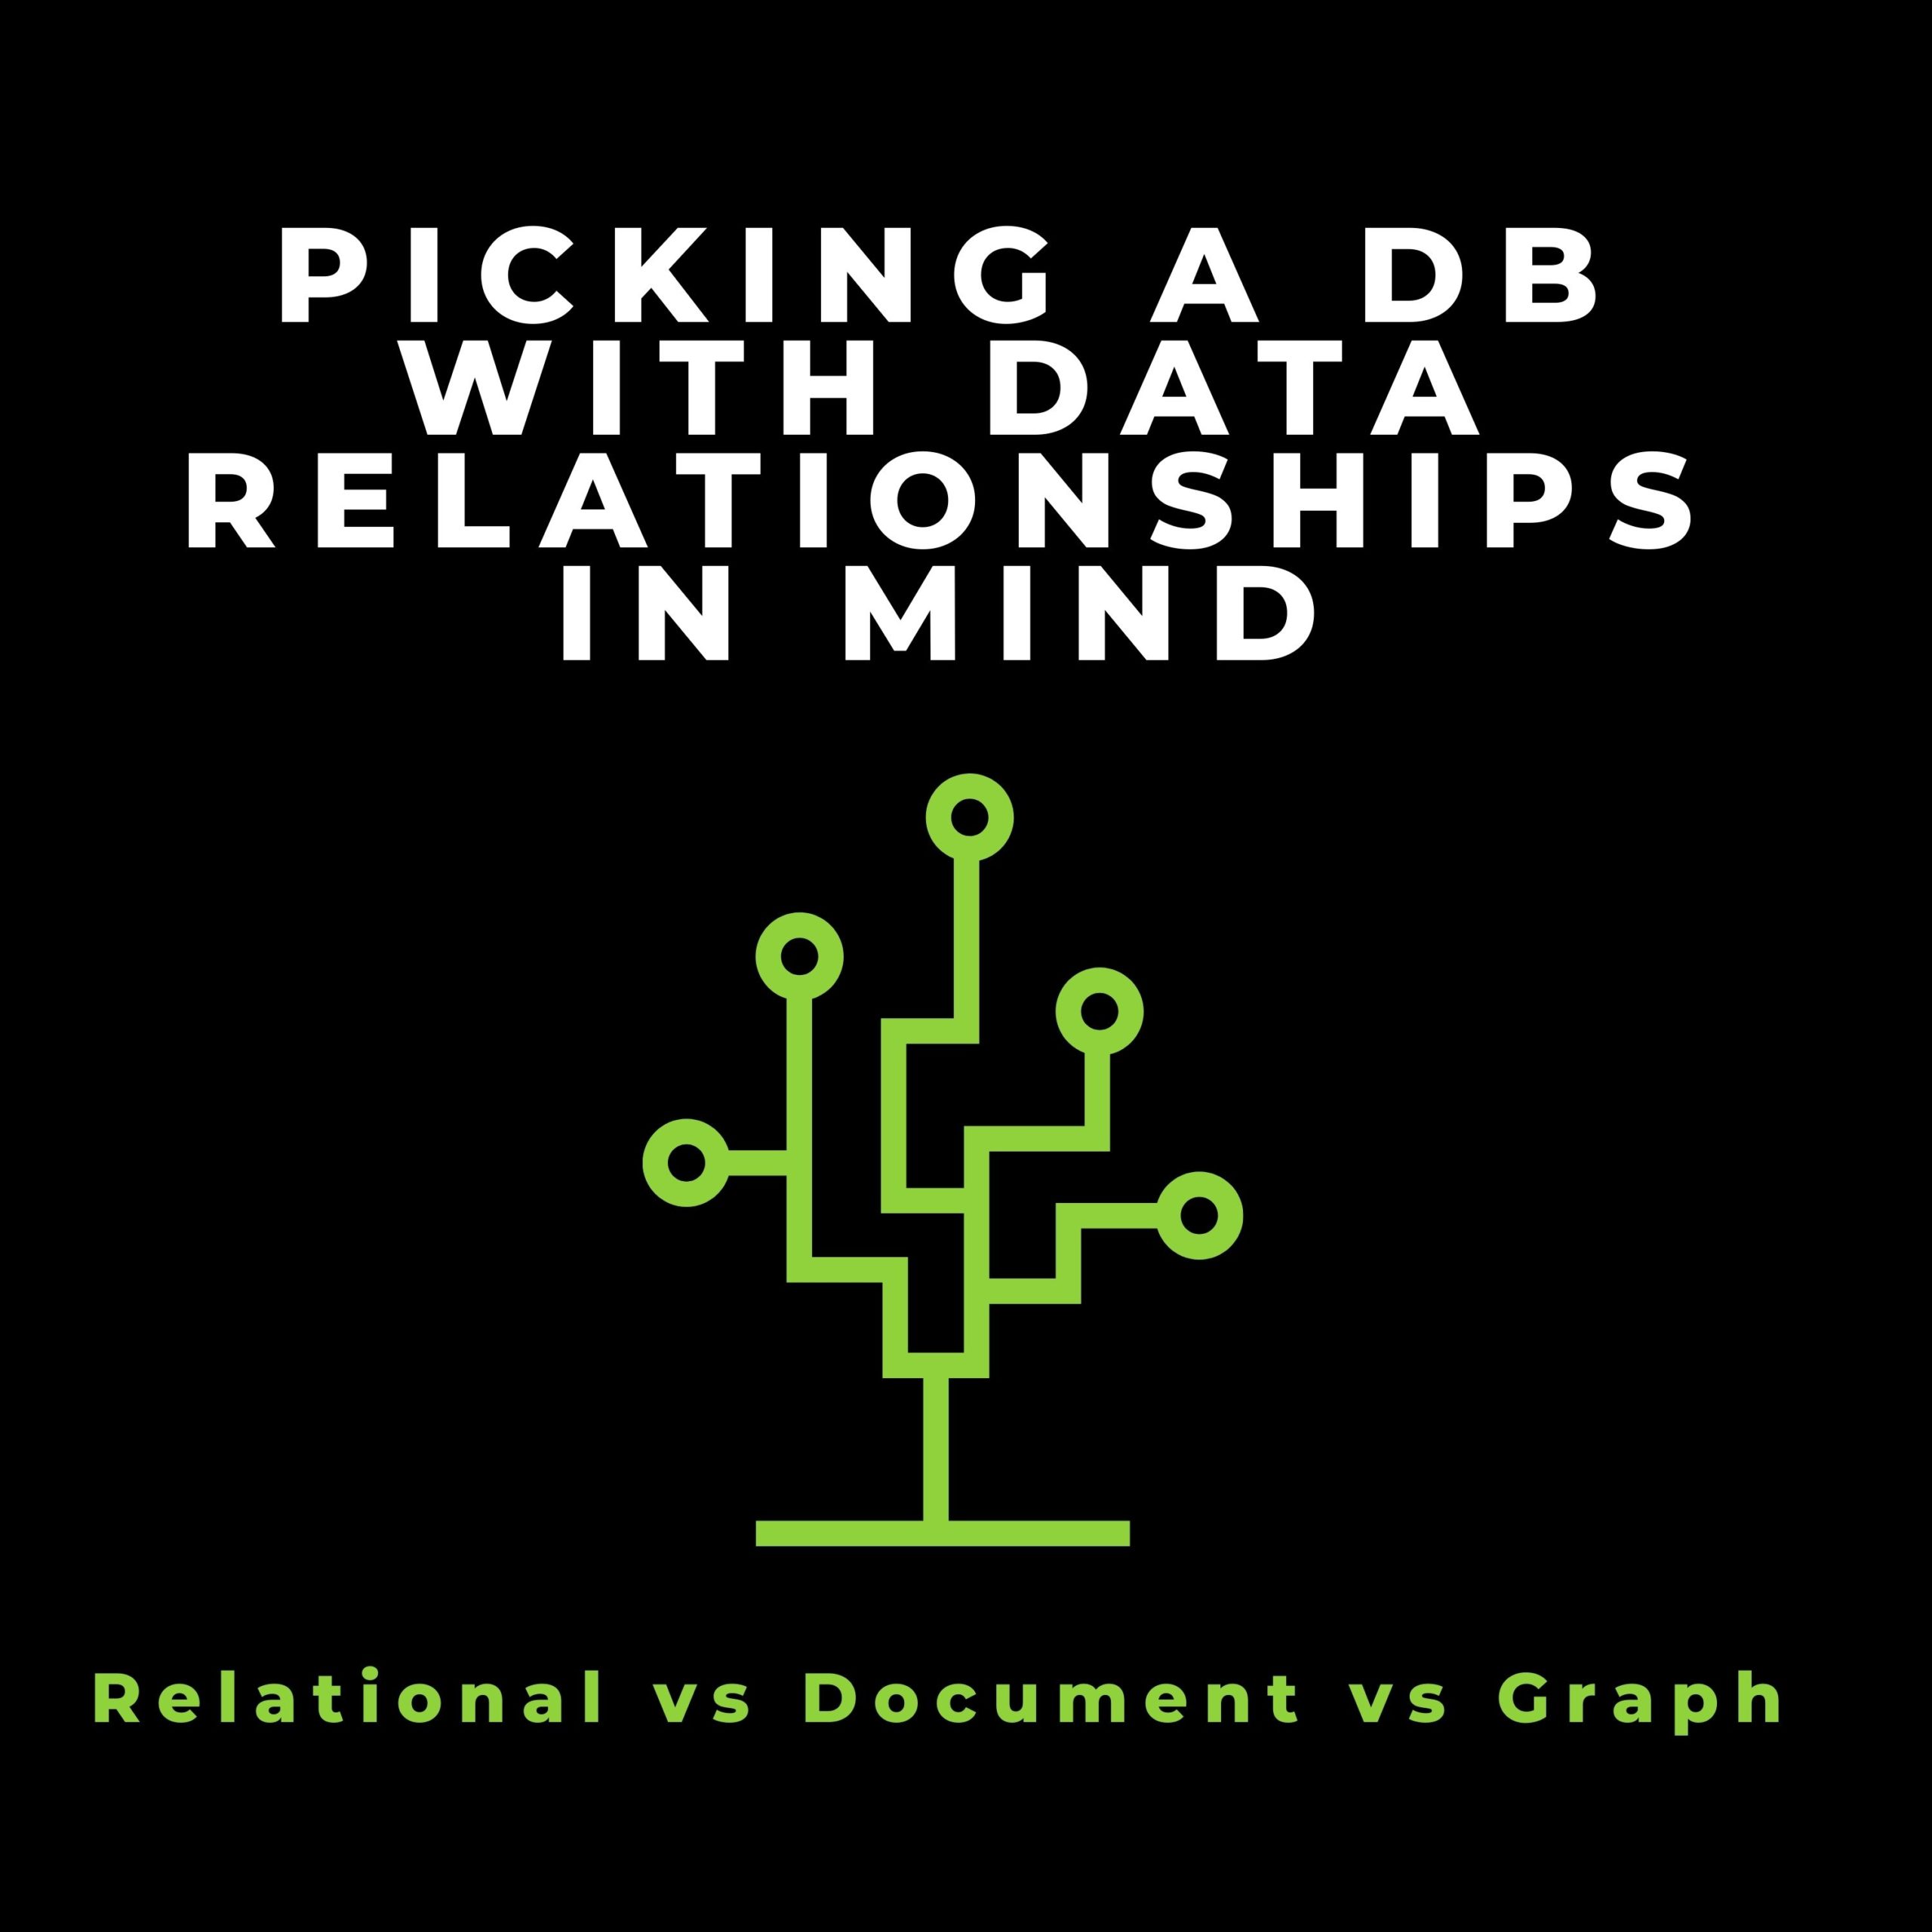 PICKING A DB
WITH DATA
RELATIONSHIPS
IN MIND
Relational vs Document vs Graph